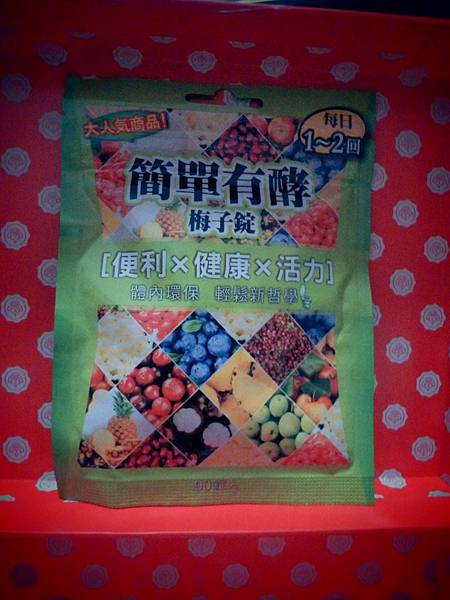 大人氣商品!
每日
1~2回
簡單有酵
梅子錠
[便利×健康×活力]
體內環保 輕鬆新哲學